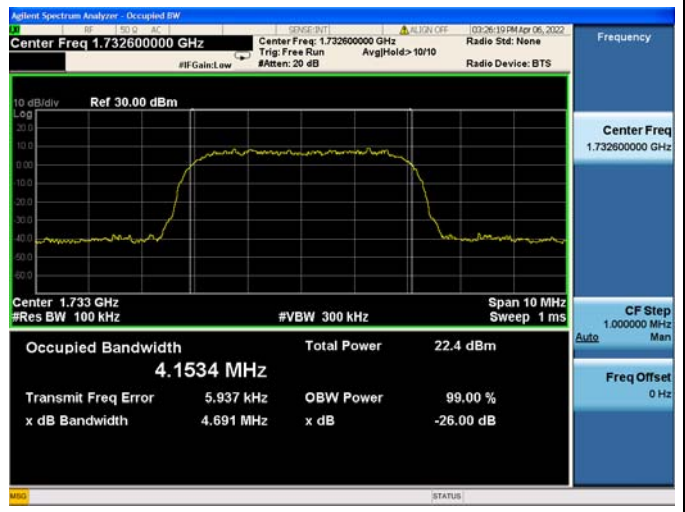 Agilent Spectrum Analyzer - Occupied BW
RF 50 Ω AC SENSE:INT ALIGN OFF 03:26:19 PM Apr 06, 2022
Center Freq 1.732600000 GHz Center Freq: 1.732600000 GHz Radio Std: None Frequency
Trig: Free Run Avg|Hold:> 10/10
#IFGain:Low #Atten: 20 dB Radio Device: BTS
10 dB/div Ref 30.00 dBm
Log
20.0
10.0
0.00
-10.0
-20.0
-30.0
-40.0
-50.0
-60.0
Center Freq
1.732600000 GHz
Center 1.733 GHz Span 10 MHz
#Res BW 100 kHz #VBW 300 kHz Sweep 1 ms
CF Step
1.000000 MHz
Auto Man
Occupied Bandwidth Total Power 22.4 dBm
4.1534 MHz
Freq Offset
0 Hz
Transmit Freq Error 5.937 kHz OBW Power 99.00 %
x dB Bandwidth 4.691 MHz x dB -26.00 dB
MSG STATUS